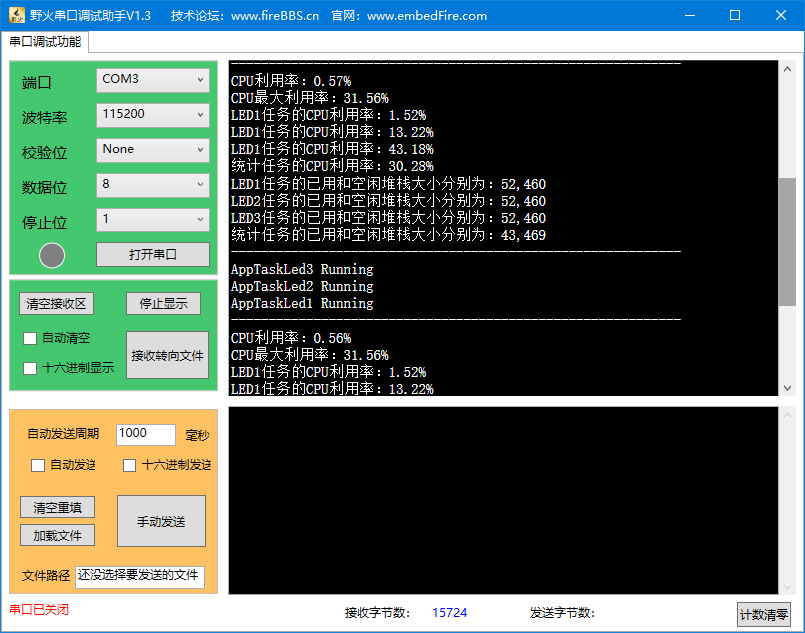 野火串口调试助手V1.3 技术论坛：www.fireBBS.cn 官网：www.embedFire.com
串口调试功能
端口 COM3
波特率 115200
校验位 None
数据位 8
停止位 1
打开串口
清空接收区 停止显示
自动清空
十六进制显示
接收转向文件
CPU利用率：0.57%
CPU最大利用率：31.56%
LED1任务的CPU利用率：1.52%
LED1任务的CPU利用率：13.22%
LED1任务的CPU利用率：43.18%
统计任务的CPU利用率：30.28%
LED1任务的已用和空闲堆栈大小分别为：52,460
LED2任务的已用和空闲堆栈大小分别为：52,460
LED3任务的已用和空闲堆栈大小分别为：52,460
统计任务的已用和空闲堆栈大小分别为：43,469
AppTaskLed3 Running
AppTaskLed2 Running
AppTaskLed1 Running
CPU利用率：0.56%
CPU最大利用率：31.56%
LED1任务的CPU利用率：1.52%
LED1任务的CPU利用率：13.22%
自动发送周期 1000 毫秒
自动发送 十六进制发送
清空重填
加载文件
手动发送
文件路径 还没选择要发送的文件
串口已关闭 接收字节数： 15724 发送字节数： 计数清零